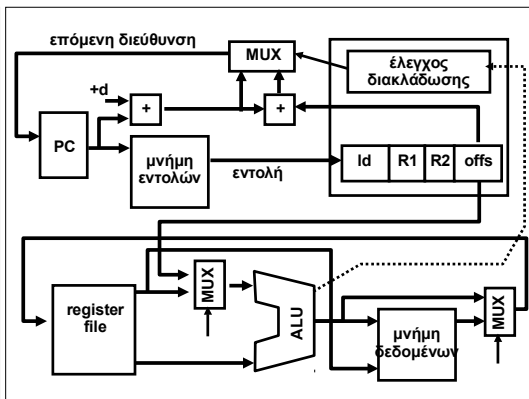 επόμενη διεύθυνση
MUX
έλεγχος
διακλάδωσης
+d
+
+
PC
μνήμη
εντολών
εντολή
ld R1 R2 offs
register
file
MUX
ALU
μνήμη
δεδομένων
MUX